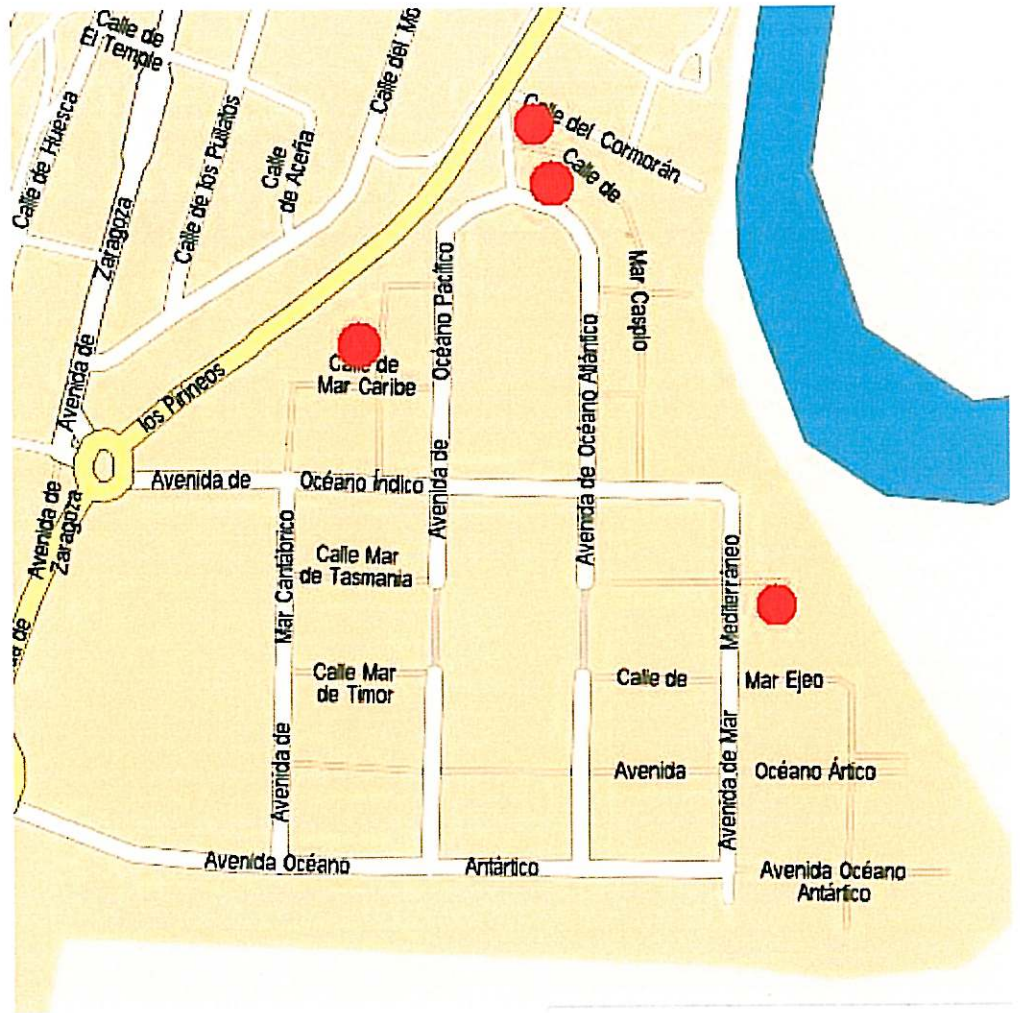 Calle de
El Temple
Calle de Huesca
Zaragoza
Avenida de
Calle de los Pullatos
Calle
de Aceña
Calle del Mo
Calle del Cormorán
Calle de
Mar Caspio
los Pirineos
Calle de
Mar Caribe
Océano Pacífico
Avenida de
Avenida de Océano Atlántico
Avenida de
Océano Índico
Avenida de
Zaragoza
de
Mar Cantábrico
Avenida de
Calle Mar
de Tasmania
Calle Mar
de Timor
Mediterráneo
Avenida de Mar
Calle de
Mar Ejeo
Avenida
Océano Ártico
Avenida Océano
Antártico
Avenida Océano
Antártico